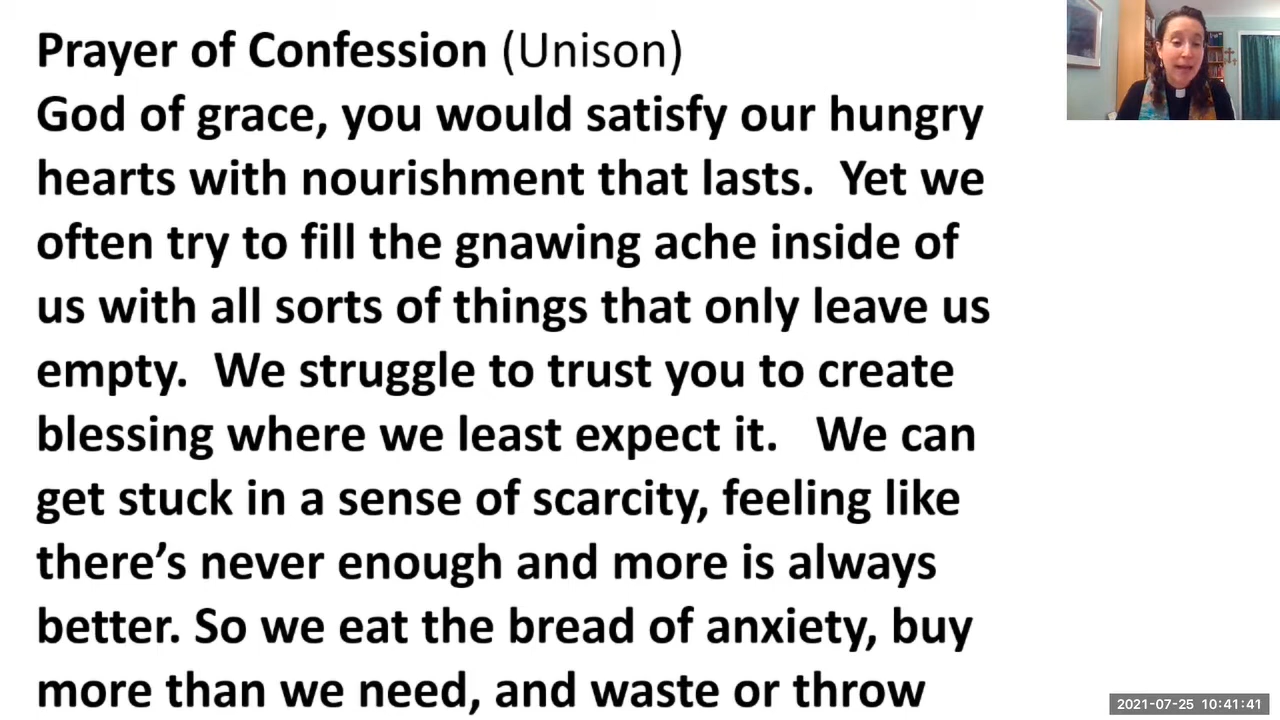 Prayer of Confession (Unison)
God of grace, you would satisfy our hungry
hearts with nourishment that lasts.  Yet we
often try to fill the gnawing ache inside of
us with all sorts of things that only leave us
empty.  We struggle to trust you to create
blessing where we least expect it.   We can
get stuck in a sense of scarcity, feeling like
there’s never enough and more is always
better. So we eat the bread of anxiety, buy
more than we need, and waste or throw
2021-07-25 10:41:41